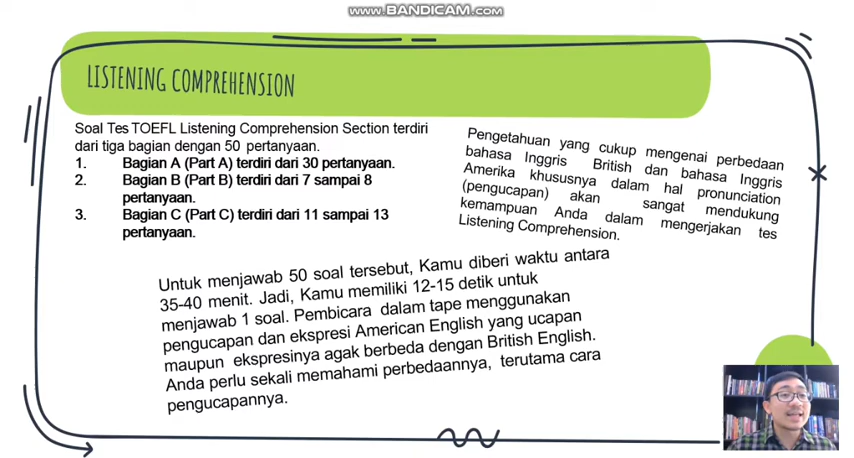 WWW.BANDICAM.COM
LISTENING COMPREHENSION
Soal Tes TOEFL Listening Comprehension Section terdiri
dari tiga bagian dengan 50 pertanyaan.
1. Bagian A (Part A) terdiri dari 30 pertanyaan.
2. Bagian B (Part B) terdiri dari 7 sampai 8
pertanyaan.
3. Bagian C (Part C) terdiri dari 11 sampai 13
pertanyaan.
Pengetahuan yang cukup mengenai perbedaan
bahasa Inggris British dan bahasa Inggris
Amerika khususnya dalam hal pronunciation
(pengucapan) akan sangat mendukung
kemampuan Anda dalam mengerjakan tes
Listening Comprehension.
Untuk menjawab 50 soal tersebut, Kamu diberi waktu antara
35-40 menit. Jadi, Kamu memiliki 12-15 detik untuk
menjawab 1 soal. Pembicara dalam tape menggunakan
pengucapan dan ekspresi American English yang ucapan
maupun ekspresinya agak berbeda dengan British English.
Anda perlu sekali memahami perbedaannya, terutama cara
pengucapannya.